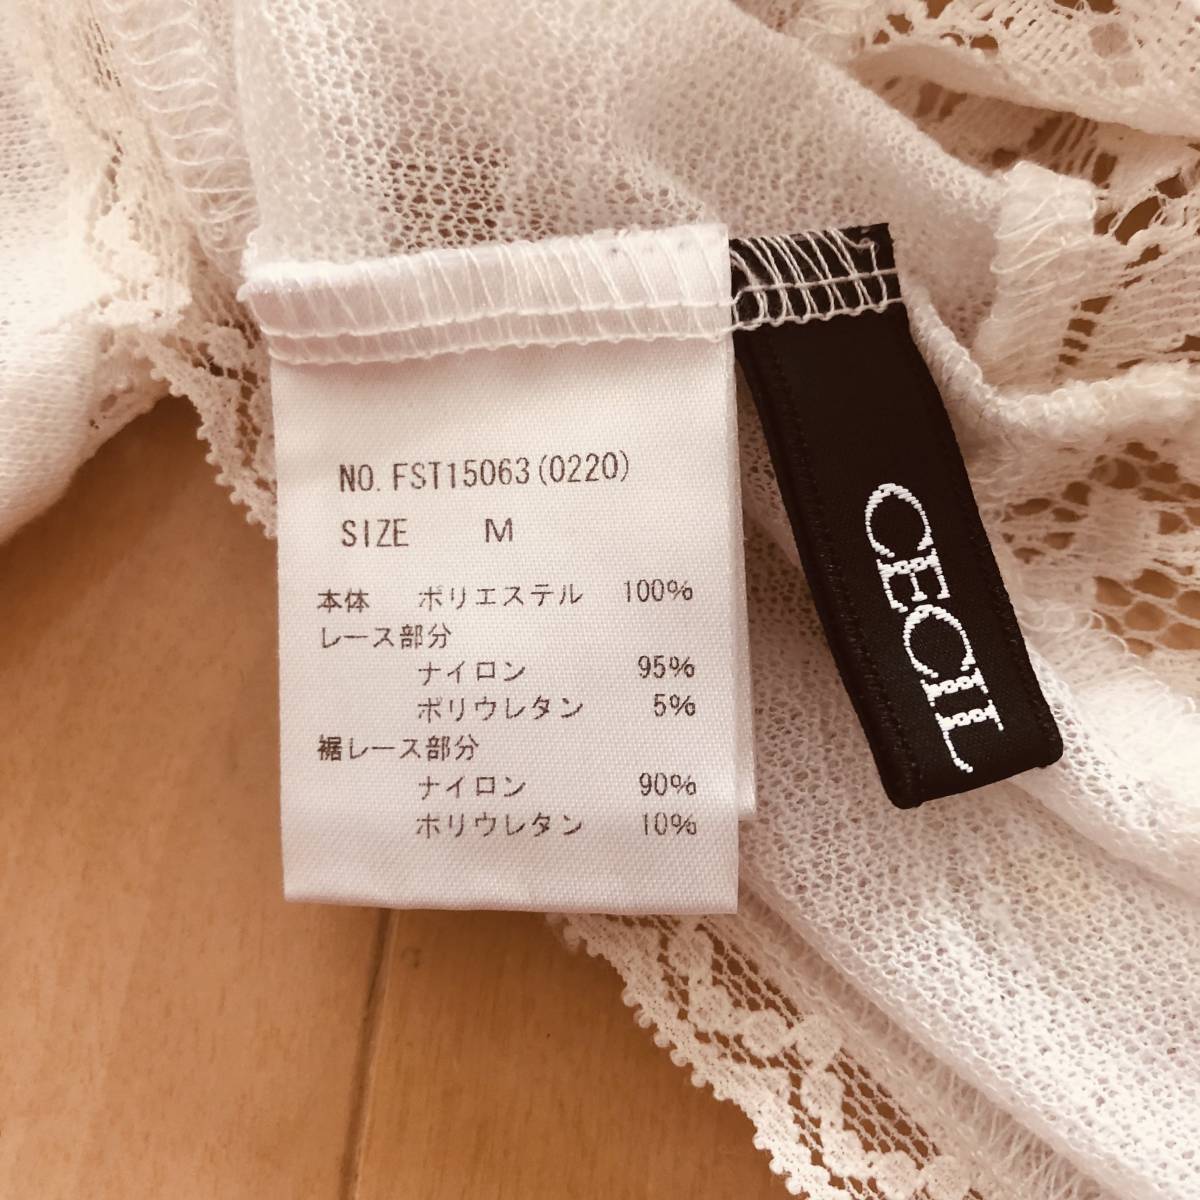 NO. FST15063(0220)
SIZE M
本体 ポリエステル 100%
レース部分
ナイロン 95%
ポリウレタン 5%
裾レース部分
ナイロン 90%
ポリウレタン 10%
CECIL